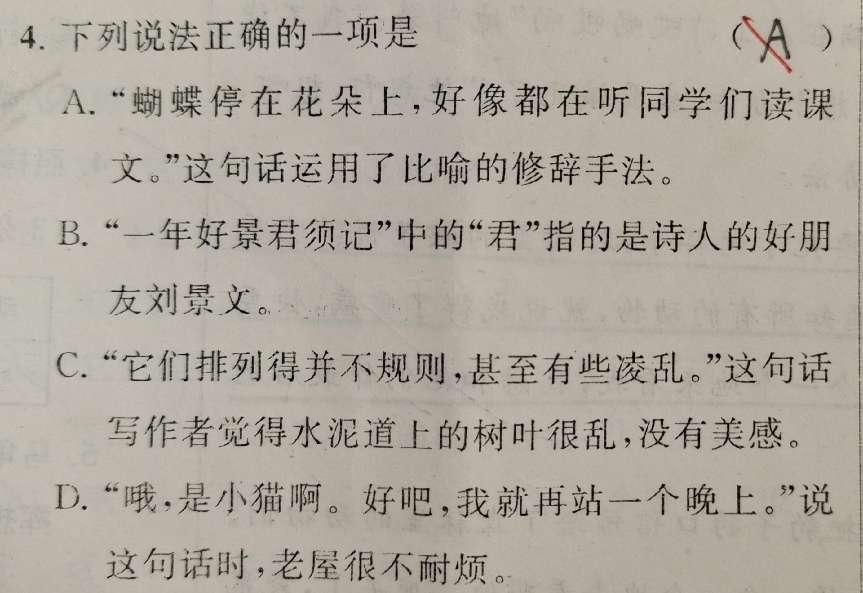 4. 下列说法正确的一项是 ( A )
A. “蝴蝶停在花朵上,好像都在听同学们读课
文。”这句话运用了比喻的修辞手法。
B. “一年好景君须记”中的“君”指的是诗人的好朋
友刘景文。
C. “它们排列得并不规则,甚至有些凌乱。”这句话
写作者觉得水泥道上的树叶很乱,没有美感。
D. “哦,是小猫啊。好吧,我就再站一个晚上。”说
这句话时,老屋很不耐烦。